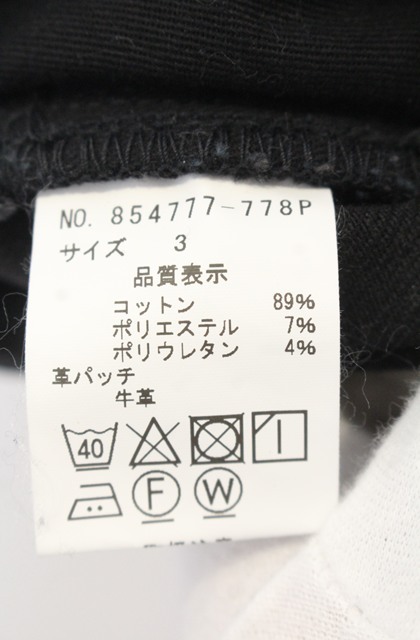 NO. 854777-778P
サイズ 3
品質表示
コットン 89%
ポリエステル 7%
ポリウレタン 4%
革パッチ
牛革
40
F W